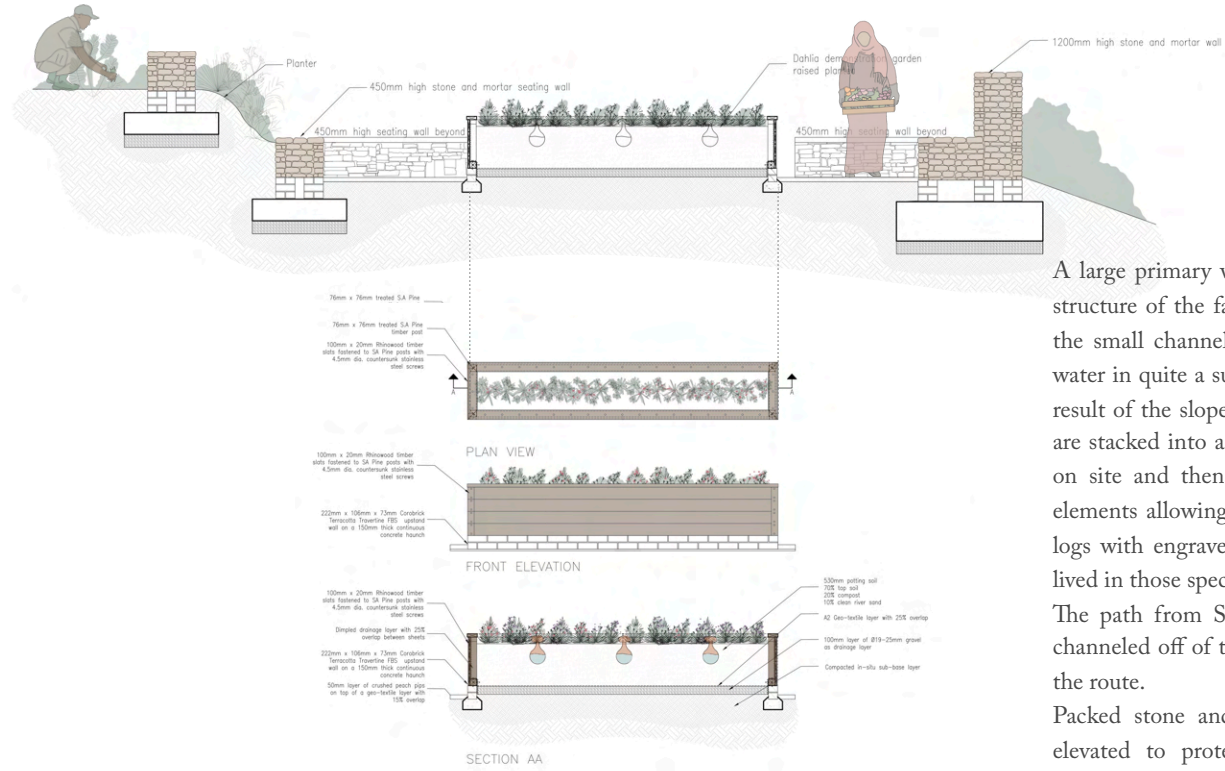 1200mm high stone and mortar wall
Planter
450mm high stone and mortar seating wall
Dahlia demonstration garden
raised planter
450mm high seating wall beyond
450mm high seating wall beyond
76mm x 76mm treated S.A Pine
76mm x 76mm treated S.A Pine
timber post
100mm x 20mm Rhinowood timber
slats fastened to SA Pine posts with
4.5mm dia. countersunk stainless
steel screws
A
A
PLAN VIEW
100mm x 20mm Rhinowood timber
slats fastened to SA Pine posts with
4.5mm dia. countersunk stainless
steel screws
222mm x 106mm x 73mm Corobrick
Terracotta Travertine FBS upstand
wall on a 150mm thick continuous
concrete haunch
FRONT ELEVATION
100mm x 20mm Rhinowood timber
slats fastened to SA Pine posts with
4.5mm dia. countersunk stainless
steel screws
Dimpled drainage layer with 25%
overlap between sheets
222mm x 106mm x 73mm Corobrick
Terracotta Travertine FBS upstand
wall on a 150mm thick continuous
concrete haunch
50mm layer of crushed peach pips
on top of a geo-textile layer with
15% overlap
530mm potting soil
70% top soil
20% compost
10% clean river sand
A2 Geo-textile layer with 25% overlap
100mm layer of Ø19-25mm gravel
as drainage layer
Compacted in-situ sub-base layer
SECTION AA
A large primary
structure of the
the small channel
water in quite a
result of the slope
are stacked into a
on site and then
elements allowing
logs with
lived in those
The rain from
channeled off of
the route.
Packed stone and
elevated to